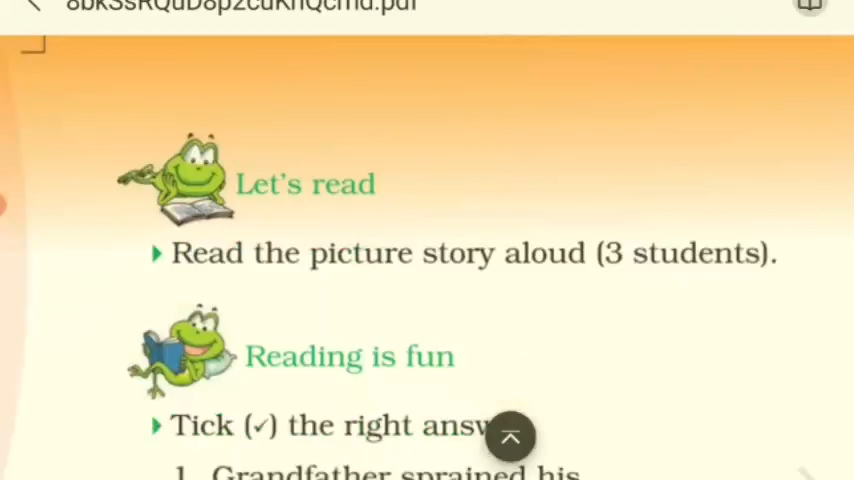 Let's read
Read the picture story aloud (3 students).
Reading is fun
Tick (✓) the right
1. Grandfather sprained his